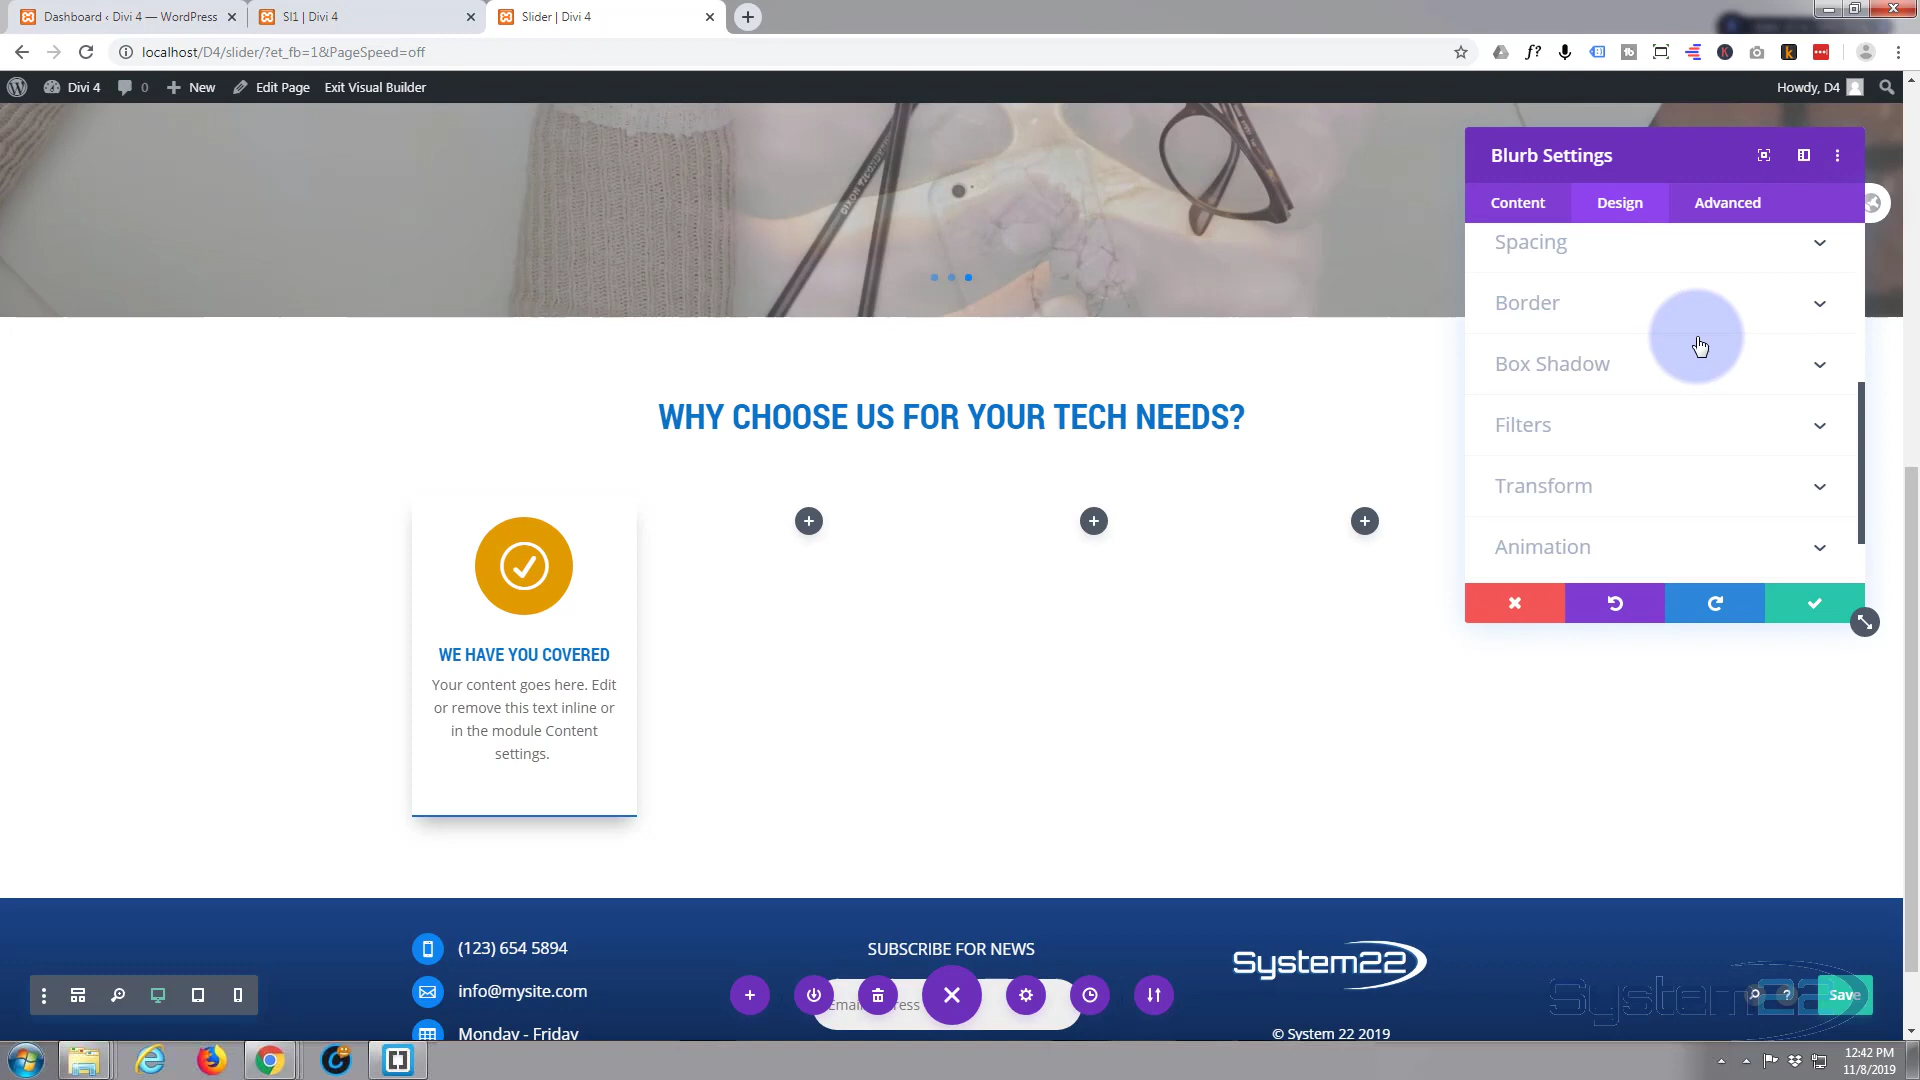 Dashboard ‹ Divi 4 — WordPress
Sl1 | Divi 4
Slider | Divi 4
localhost/D4/slider/?et_fb=1&PageSpeed=off
Divi 4
0
New
Edit Page
Exit Visual Builder
Howdy, D4
DIXON
Blurb Settings
Content
Design
Advanced
Spacing
Border
Box Shadow
Filters
Transform
Animation
WHY CHOOSE US FOR YOUR TECH NEEDS?
WE HAVE YOU COVERED
Your content goes here. Edit
or remove this text inline or
in the module Content
settings.
(123) 654 5894
info@mysite.com
Monday - Friday
SUBSCRIBE FOR NEWS
System22
© System 22 2019
System22
Save
12:42 PM
11/8/2019